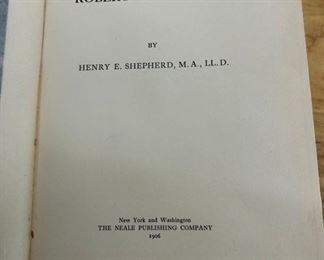 BY
HENRY E. SHEPHERD, M.A., LL.D.
New York and Washington
THE NEALE PUBLISHING COMPANY
1906